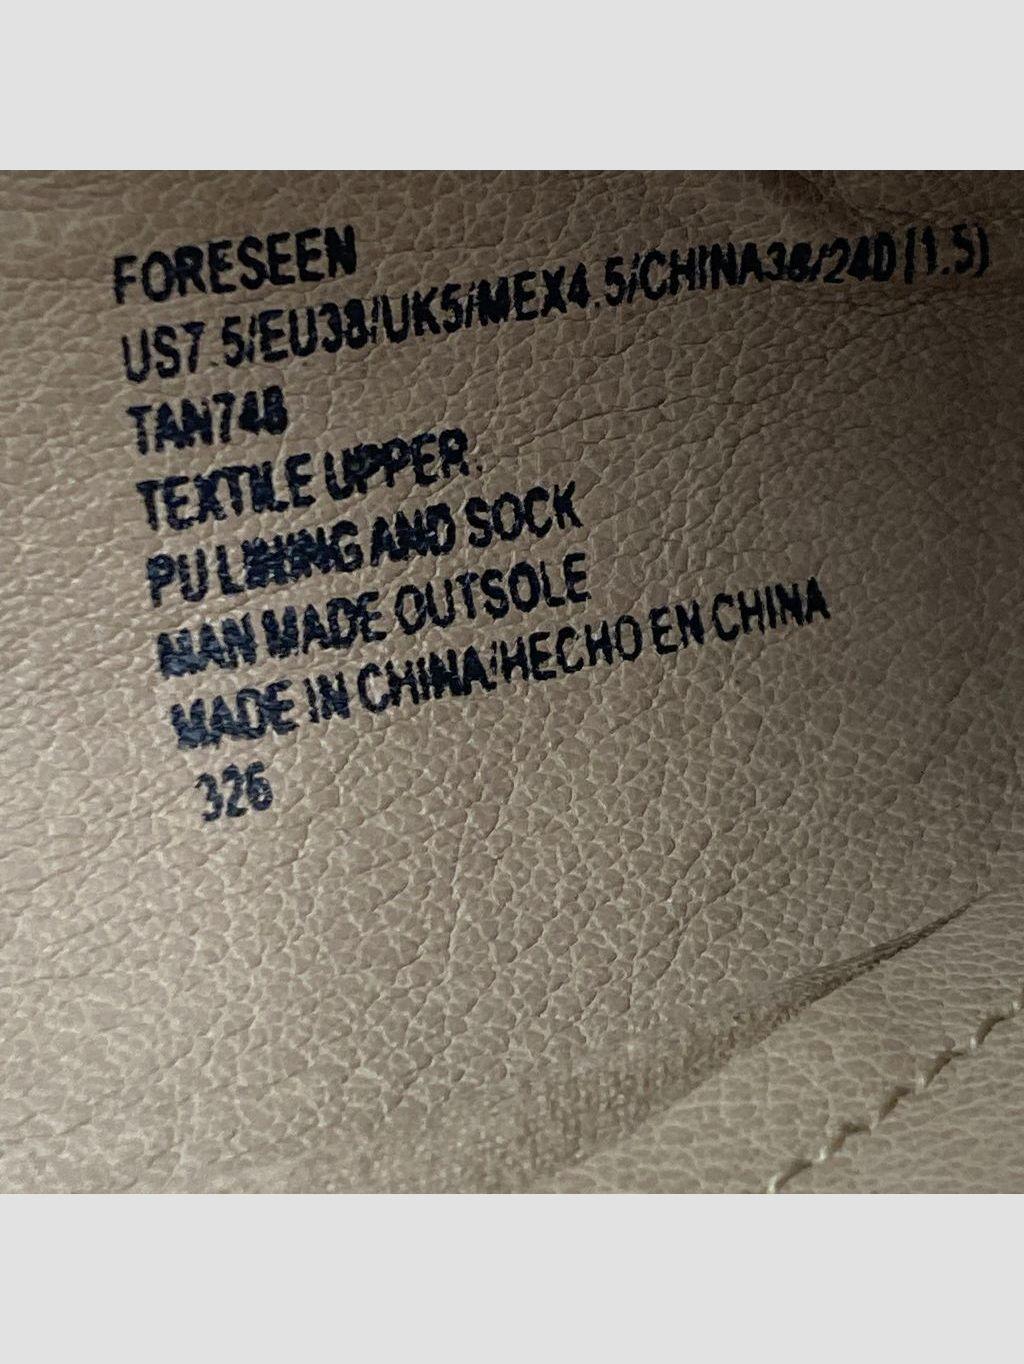 FORESEEN
US7.5/EU38/UK5/MEX4.5/CHINA38/240(1.5)
TAN748
TEXTILE UPPER.
PU LINING AND SOCK
MAN MADE OUTSOLE
MADE IN CHINA/HECHO EN CHINA
326